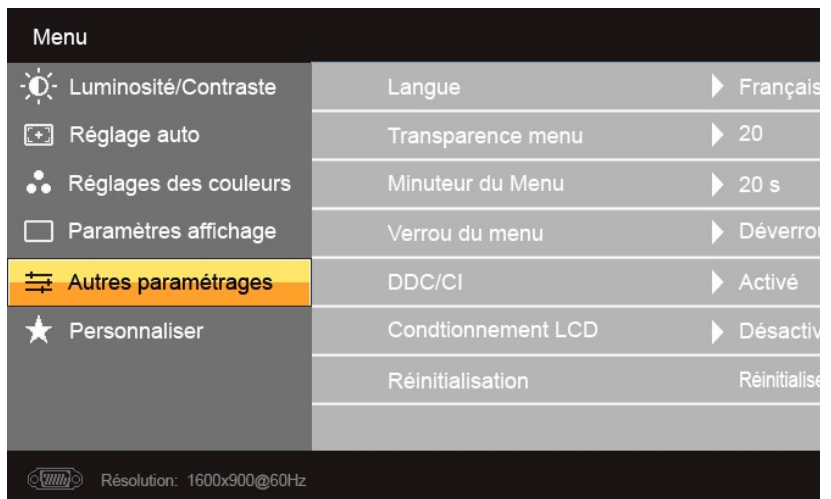 Menu
Luminosité/Contraste
Réglage auto
Réglages des couleurs
Paramètres affichage
Autres paramétrages
Personnaliser
Langue Français
Transparence menu 20
Minuteur du Menu 20 s
Verrou du menu Déverrou
DDC/CI Activé
Condtionnement LCD Désactiv
Réinitialisation Réinitialise
Résolution: 1600x900@60Hz